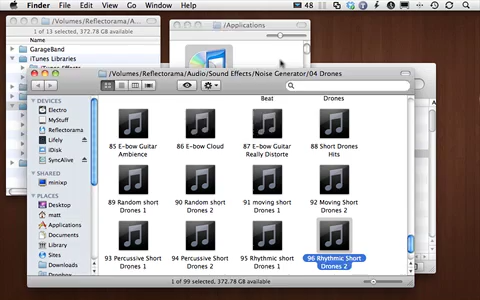 Finder File Edit View Go Window Help
/Volumes/Reflectorama/A
1 of 13 selected, 372.78 GB available
Name
GarageBand
iTunes Libraries
/Applications
/Volumes/Reflectorama/Audio/Sound Effects/Noise Generator/04 Drones
DEVICES
Electro
MyStuff
Reflectorama
Lifely
iDisk
SyncAlive
SHARED
minixp
PLACES
Desktop
matt
Applications
Documents
Library
Sites
Downloads
Dropbox
Beat
Drones
85 E-bow Guitar Ambience
86 E-bow Cloud
87 E-bow Guitar Really Distorte
88 Short Drones Hits
89 Random short Drones 1
90 Random short Drones 2
91 moving short Drones 1
92 Moving Short Drones 2
93 Percussive Short Drones 1
94 Percussive Short Drones 2
95 Rhythmic short Drones 1
96 Rhythmic Short Drones 2
1 of 99 selected, 372.78 GB available